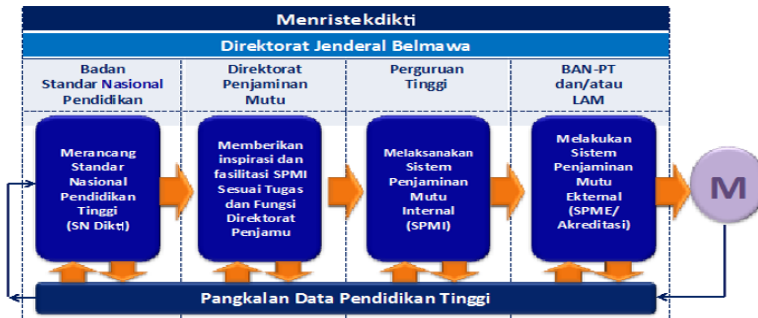 Menristekdikti
Direktorat Jenderal Belmawa
Badan
Standar Nasional
Pendidikan
Direktorat
Penjaminan
Mutu
Perguruan
Tinggi
BAN-PT
dan/atau
LAM
Merancang
Standar
Nasional
Pendidikan
Tinggi
(SN Dikti)
Memberikan
inspirasi dan
fasilitasi SPMI
Sesuai Tugas
dan Fungsi
Direktorat
Penjamu
Melaksanakan
Sistem
Penjaminan
Mutu
Internal
(SPMI)
Melakukan
Sistem
Penjaminan
Mutu
Ekternal
(SPME/
Akreditasi)
M
Pangkalan Data Pendidikan Tinggi